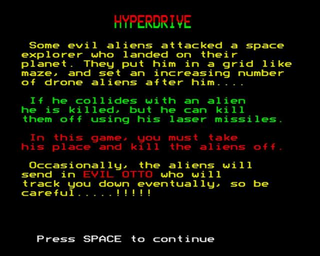 HYPERDRIVE
Some evil aliens attacked a space
explorer who landed on their
planet. They put him in a grid like
maze, and set an increasing number
of drone aliens after him....
If he collides with an alien
he is killed, but he can kill
them off using his laser missiles.
In this game, you must take
his place and kill the aliens off.
Occasionally, the aliens will
send in EVIL OTTO who will
track you down eventually, so be
careful.....!!!!!
Press SPACE to continue